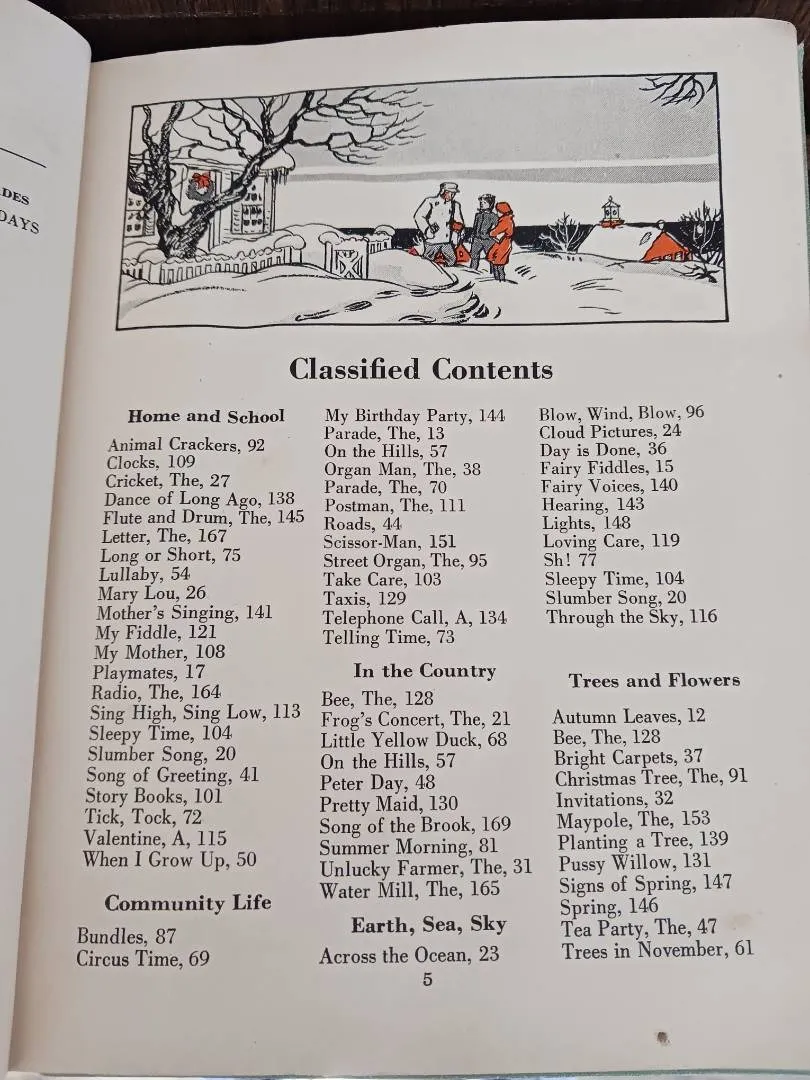 DES
DAYS
Classified Contents
Home and School
Animal Crackers, 92
Clocks, 109
Cricket, The, 27
Dance of Long Ago, 138
Flute and Drum, The, 145
Letter, The, 167
Long or Short, 75
Lullaby, 54
Mary Lou, 26
Mother's Singing, 141
My Fiddle, 121
My Mother, 108
Playmates, 17
Radio, The, 164
Sing High, Sing Low, 113
Sleepy Time, 104
Slumber Song, 20
Song of Greeting, 41
Story Books, 101
Tick, Tock, 72
Valentine, A, 115
When I Grow Up, 50
Community Life
Bundles, 87
Circus Time, 69
My Birthday Party, 144
Parade, The, 13
On the Hills, 57
Organ Man, The, 38
Parade, The, 70
Postman, The, 111
Roads, 44
Scissor-Man, 151
Street Organ, The, 95
Take Care, 103
Taxis, 129
Telephone Call, A, 134
Telling Time, 73
In the Country
Bee, The, 128
Frog's Concert, The, 21
Little Yellow Duck, 68
On the Hills, 57
Peter Day, 48
Pretty Maid, 130
Song of the Brook, 169
Summer Morning, 81
Unlucky Farmer, The, 31
Water Mill, The, 165
Earth, Sea, Sky
Across the Ocean, 23
Blow, Wind, Blow, 96
Cloud Pictures, 24
Day is Done, 36
Fairy Fiddles, 15
Fairy Voices, 140
Hearing, 143
Lights, 148
Loving Care, 119
Sh! 77
Sleepy Time, 104
Slumber Song, 20
Through the Sky, 116
Trees and Flowers
Autumn Leaves, 12
Bee, The, 128
Bright Carpets, 37
Christmas Tree, The, 91
Invitations, 32
Maypole, The, 153
Planting a Tree, 139
Pussy Willow, 131
Signs of Spring, 147
Spring, 146
Tea Party, The, 47
Trees in November, 61
5